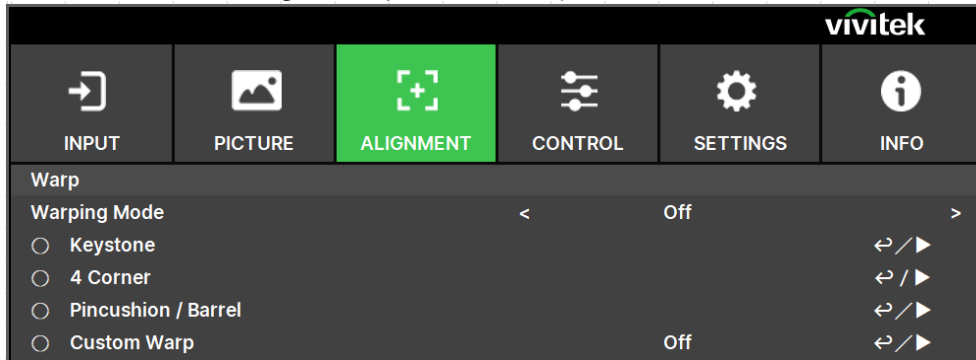 vivitek
INPUT PICTURE ALIGNMENT CONTROL SETTINGS INFO
Warp
Warping Mode < Off >
Keystone
4 Corner
Pincushion / Barrel
Custom Warp Off